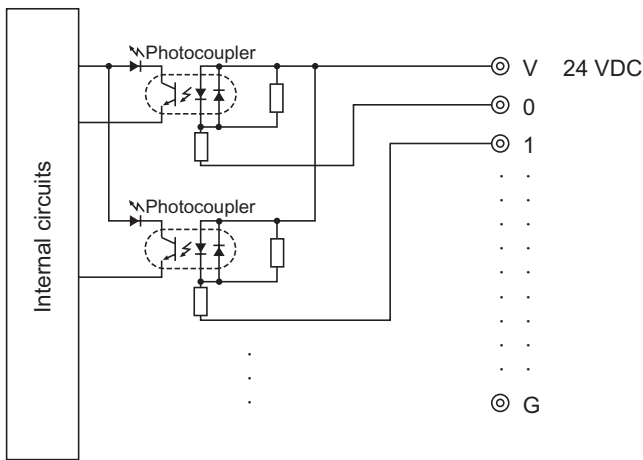 Photocoupler
V 24 VDC
0
1
Photocoupler
Internal circuits
G